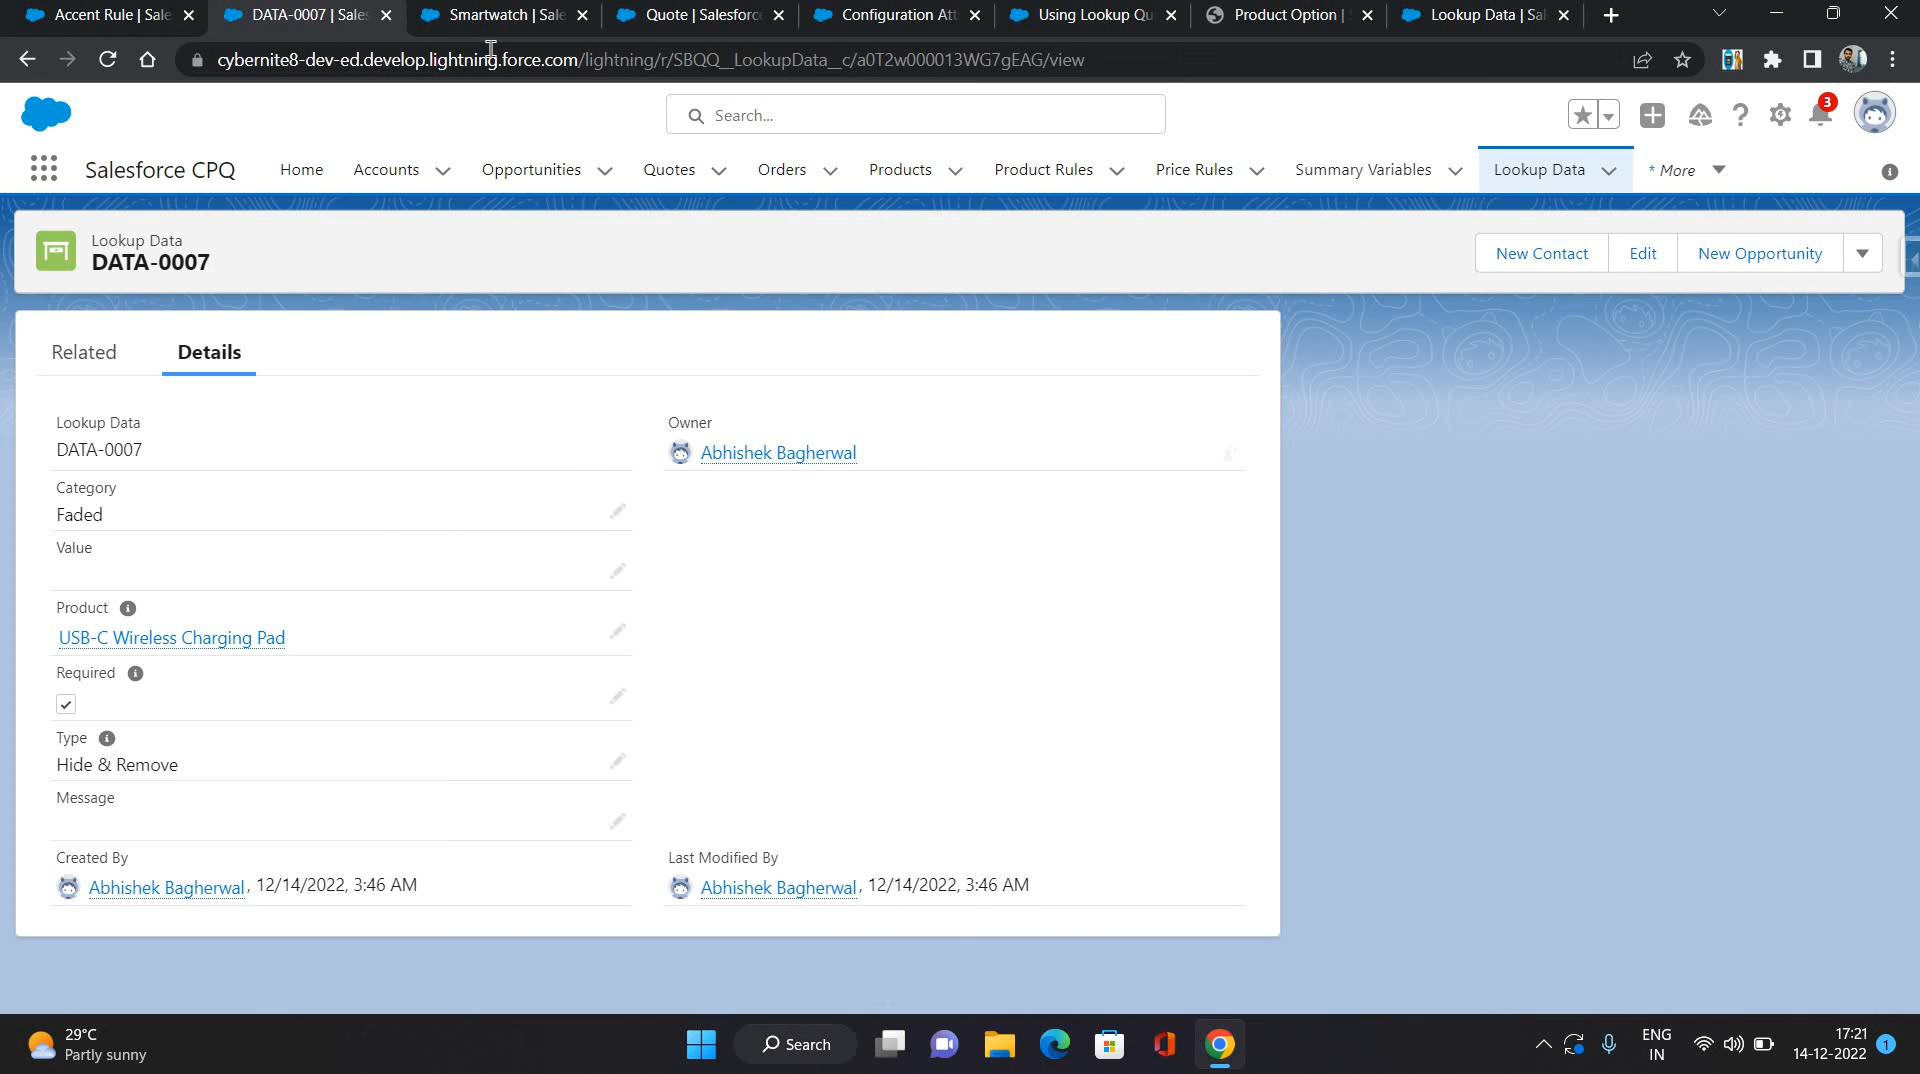 Accent Rule | Sale
DATA-0007 | Sales
Smartwatch | Sale
Quote | Salesforc
Configuration Att
Using Lookup Qu
Product Option | S
Lookup Data | Sal
cybernite8-dev-ed.develop.lightning.force.com/lightning/r/SBQQ__LookupData__c/a0T2w000013WG7gEAG/view
Search...
3
Salesforce CPQ
Home
Accounts
Opportunities
Quotes
Orders
Products
Product Rules
Price Rules
Summary Variables
Lookup Data
* More
Lookup Data
DATA-0007
New Contact
Edit
New Opportunity
Related
Details
Lookup Data
DATA-0007
Owner
Abhishek Bagherwal
Category
Faded
Value
Product
USB-C Wireless Charging Pad
Required
Type
Hide & Remove
Message
Created By
Abhishek Bagherwal, 12/14/2022, 3:46 AM
Last Modified By
Abhishek Bagherwal, 12/14/2022, 3:46 AM
29°C
Partly sunny
Search
ENG
IN
17:21
14-12-2022
1